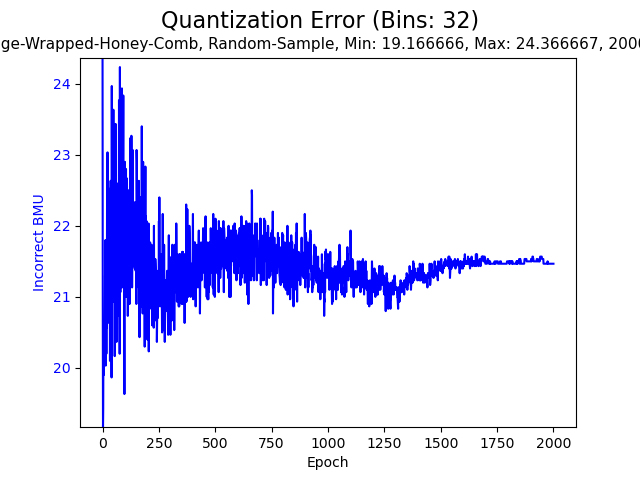 Quantization Error (Bins: 32)
ge-Wrapped-Honey-Comb, Random-Sample, Min: 19.166666, Max: 24.366667, 200
24
23
22
21
20
Incorrect BMU
0 250 500 750 1000 1250 1500 1750 2000
Epoch